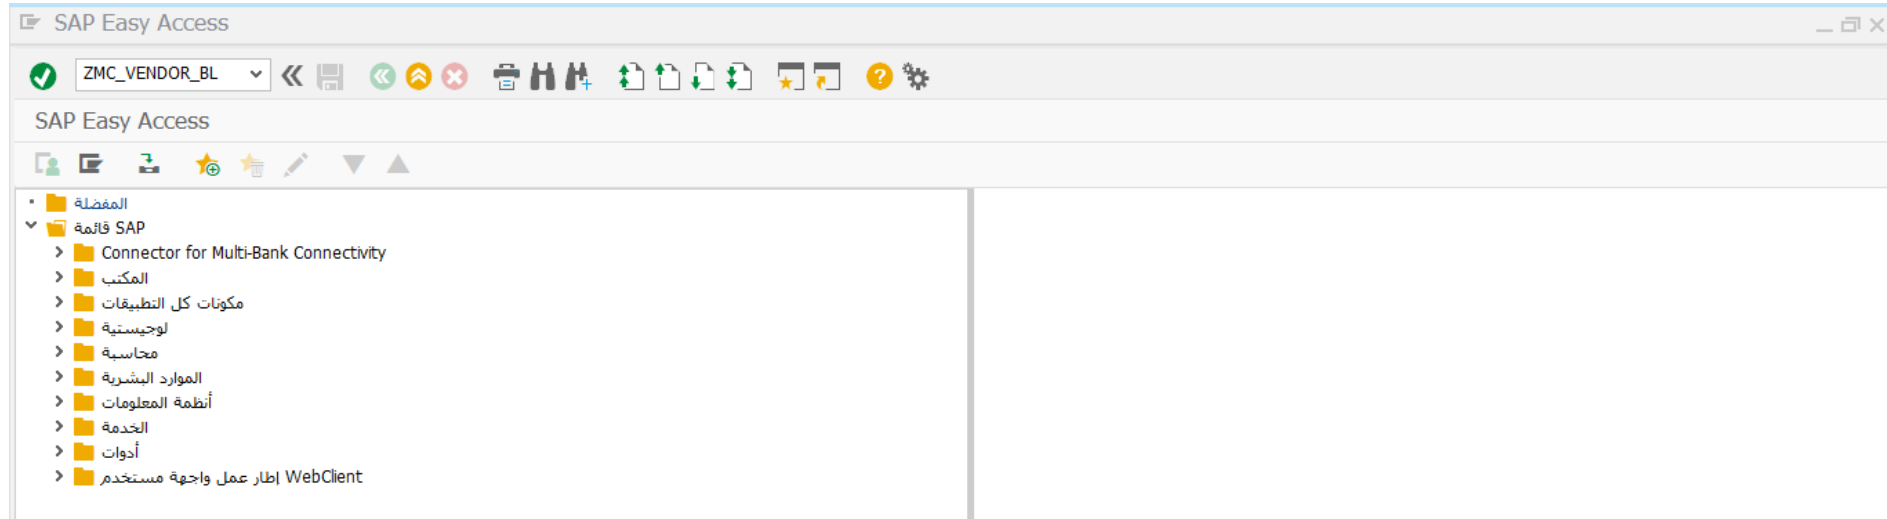 SAP Easy Access
ZMC_VENDOR_BL
SAP Easy Access
المفضلة
قائمة SAP
Connector for Multi-Bank Connectivity
المكتب
مكونات كل التطبيقات
لوجيستية
محاسبة
الموارد البشرية
أنظمة المعلومات
الخدمة
أدوات
إطار عمل واجهة مستخدم WebClient